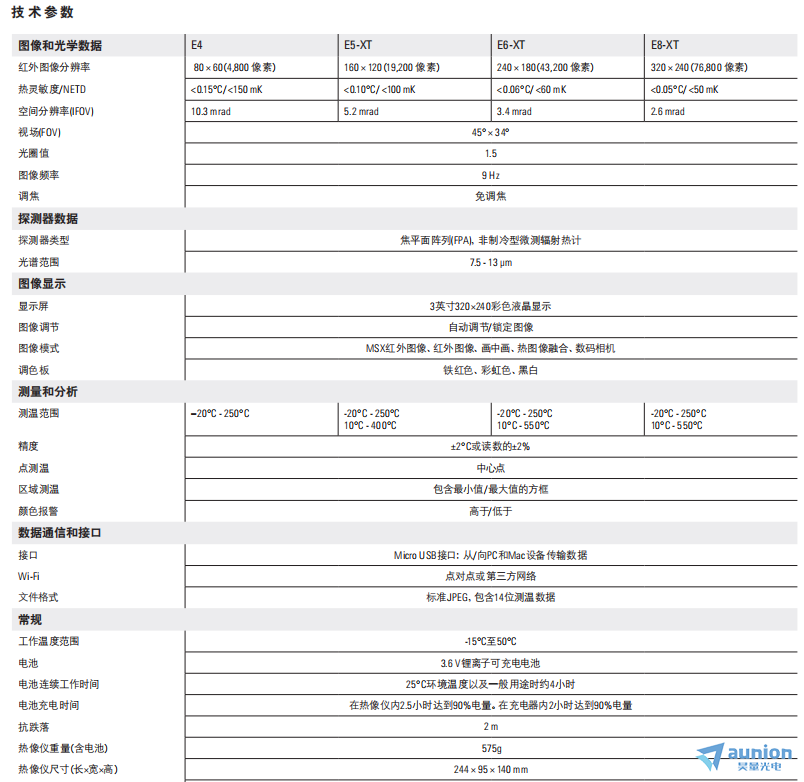 技术参数
图像和光学数据 E4 E5-XT E6-XT E8-XT
红外图像分辨率 80×60(4,800 像素) 160×120(19,200 像素) 240×180(43,200 像素) 320×240(76,800 像素)
热灵敏度/NETD <0.15°C/<150 mK <0.10°C/ <100 mK <0.06°C/ <60 mK <0.05°C/ <50 mK
空间分辨率(IFOV) 10.3 mrad 5.2 mrad 3.4 mrad 2.6 mrad
视场(FOV) 45° × 34°
光圈值 1.5
图像频率 9 Hz
调焦 免调焦
探测器数据
探测器类型 焦平面阵列(FPA)，非制冷型微测辐射热计
光谱范围 7.5 - 13 μm
图像显示
显示屏 3英寸320×240彩色液晶显示
图像调节 自动调节/锁定图像
图像模式 MSX红外图像、红外图像、画中画、热图像融合、数码相机
调色板 铁红色、彩虹色、黑白
测量和分析
测温范围 –20°C - 250°C -20°C - 250°C -20°C - 250°C -20°C - 250°C
10°C - 400°C 10°C - 550°C 10°C - 550°C
精度 ±2°C或读数的±2%
点测温 中心点
区域测温 包含最小值/最大值的方框
颜色报警 高于/低于
数据通信和接口
接口 Micro USB接口：从/向PC和Mac设备传输数据
Wi-Fi 点对点或第三方网络
文件格式 标准JPEG，包含14位测温数据
常规
工作温度范围 -15°C至50°C
电池 3.6 V锂离子可充电电池
电池连续工作时间 25°C环境温度以及一般用途时约4小时
电池充电时间 在热像仪内2.5小时达到90%电量。在充电器内2小时达到90%电量
抗跌落 2 m
热像仪重量(含电池) 575g
热像仪尺寸(长×宽×高) 244 × 95 × 140 mm
aunion
昊量光电